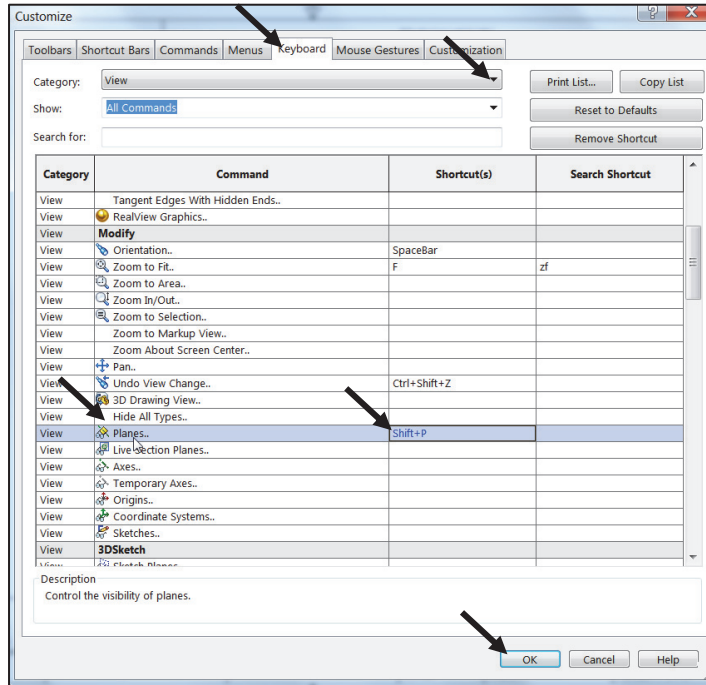 Customize
Toolbars Shortcut Bars Commands Menus Keyboard Mouse Gestures Customization
Category: View Print List... Copy List
Show: All Commands Reset to Defaults
Search for: Remove Shortcut
Category Command Shortcut(s) Search Shortcut
View Tangent Edges With Hidden Ends..
View RealView Graphics..
View Modify
View Orientation.. SpaceBar
View Zoom to Fit.. F zf
View Zoom to Area..
View Zoom In/Out..
View Zoom to Selection..
View Zoom to Markup View..
View Zoom About Screen Center..
View Pan..
View Undo View Change.. Ctrl+Shift+Z
View 3D Drawing View..
View Hide All Types..
View Planes.. Shift+P
View Live Section Planes..
View Axes..
View Temporary Axes..
View Origins..
View Coordinate Systems..
View Sketches..
View 3DSketch
View Sketch Planes
Description
Control the visibility of planes.
OK Cancel Help